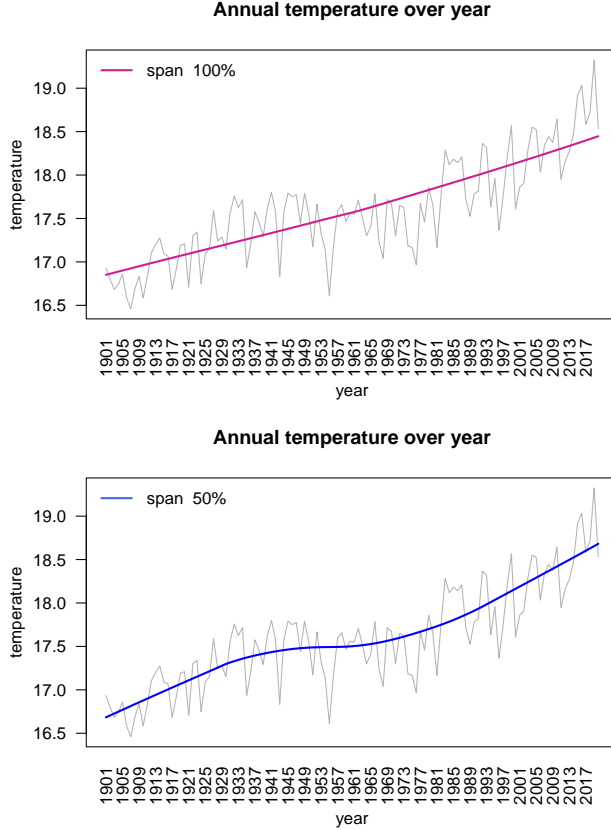 Annual temperature over year
span 100%
temperature
19.0
18.5
18.0
17.5
17.0
16.5
1901 1905 1909 1913 1917 1921 1925 1929 1933 1937 1941 1945 1949 1953 1957 1961 1965 1969 1973 1977 1981 1985 1989 1993 1997 2001 2005 2009 2013 2017
year
Annual temperature over year
span 50%
temperature
19.0
18.5
18.0
17.5
17.0
16.5
1901 1905 1909 1913 1917 1921 1925 1929 1933 1937 1941 1945 1949 1953 1957 1961 1965 1969 1973 1977 1981 1985 1989 1993 1997 2001 2005 2009 2013 2017
year